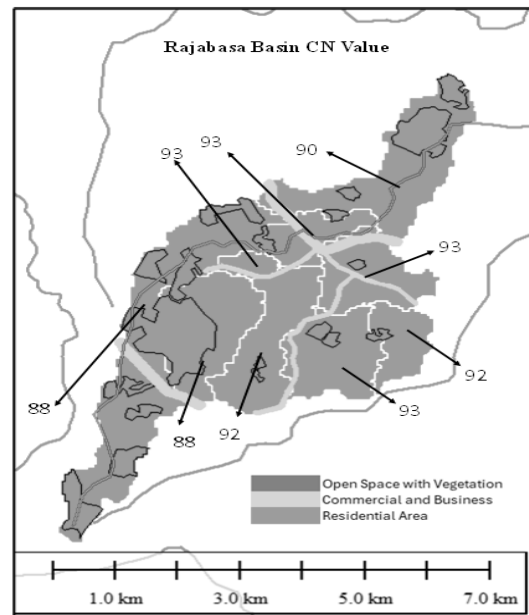 Rajabasa Basin CN Value
93
93
90
93
88
88
92
93
92
Open Space with Vegetation
Commercial and Business
Residential Area
1.0 km
3.0 km
5.0 km
7.0 km